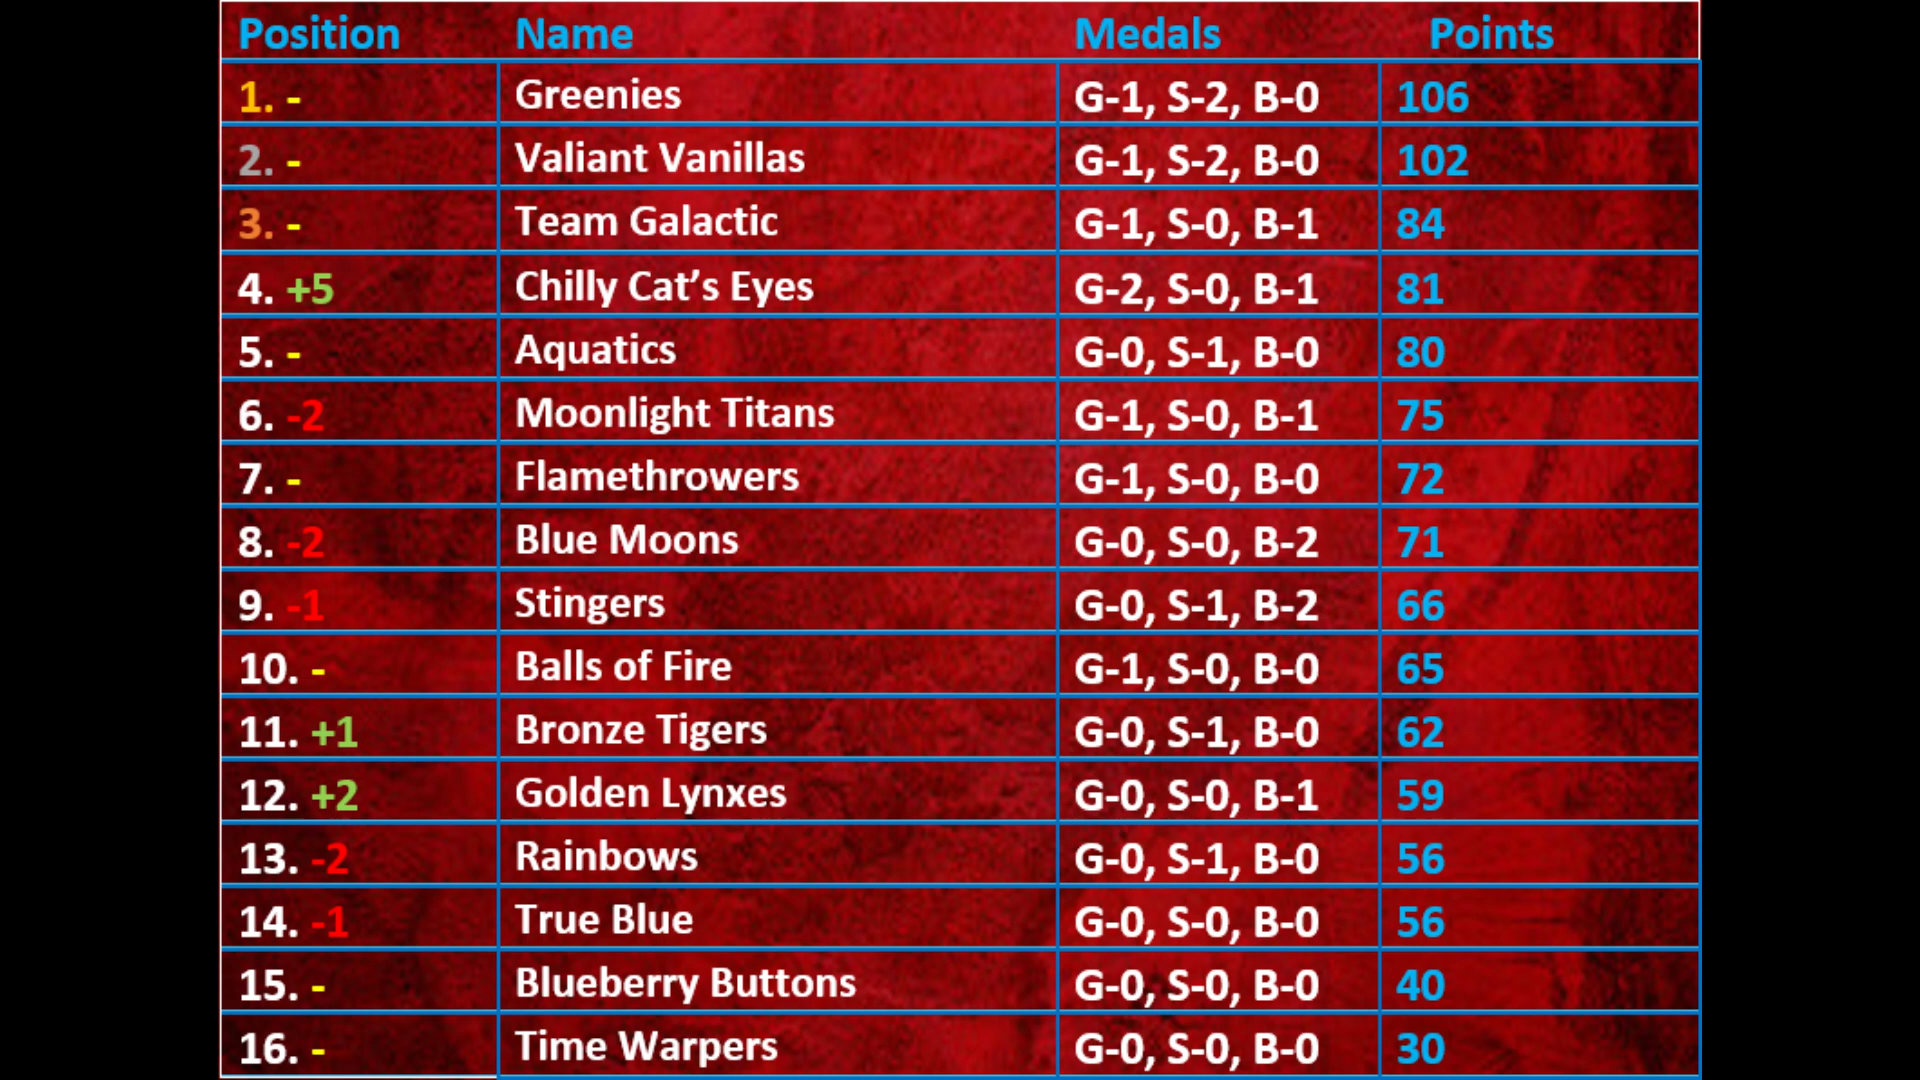 Position Name Medals Points
1. - Greenies G-1, S-2, B-0 106
2. - Valiant Vanillas G-1, S-2, B-0 102
3. - Team Galactic G-1, S-0, B-1 84
4. +5 Chilly Cat’s Eyes G-2, S-0, B-1 81
5. - Aquatics G-0, S-1, B-0 80
6. -2 Moonlight Titans G-1, S-0, B-1 75
7. - Flamethrowers G-1, S-0, B-0 72
8. -2 Blue Moons G-0, S-0, B-2 71
9. -1 Stingers G-0, S-1, B-2 66
10. - Balls of Fire G-1, S-0, B-0 65
11. +1 Bronze Tigers G-0, S-1, B-0 62
12. +2 Golden Lynxes G-0, S-0, B-1 59
13. -2 Rainbows G-0, S-1, B-0 56
14. -1 True Blue G-0, S-0, B-0 56
15. - Blueberry Buttons G-0, S-0, B-0 40
16. - Time Warpers G-0, S-0, B-0 30